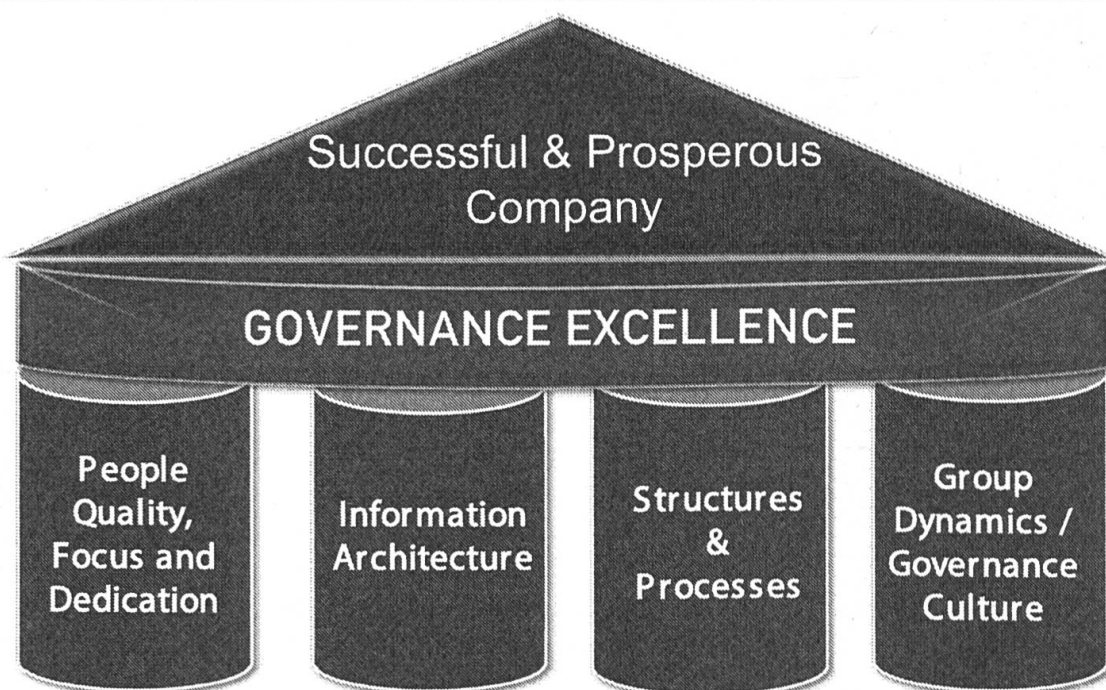 Successful & Prosperous
Company
GOVERNANCE EXCELLENCE
People
Quality,
Focus and
Dedication
Information
Architecture
Structures
&
Processes
Group
Dynamics /
Governance
Culture